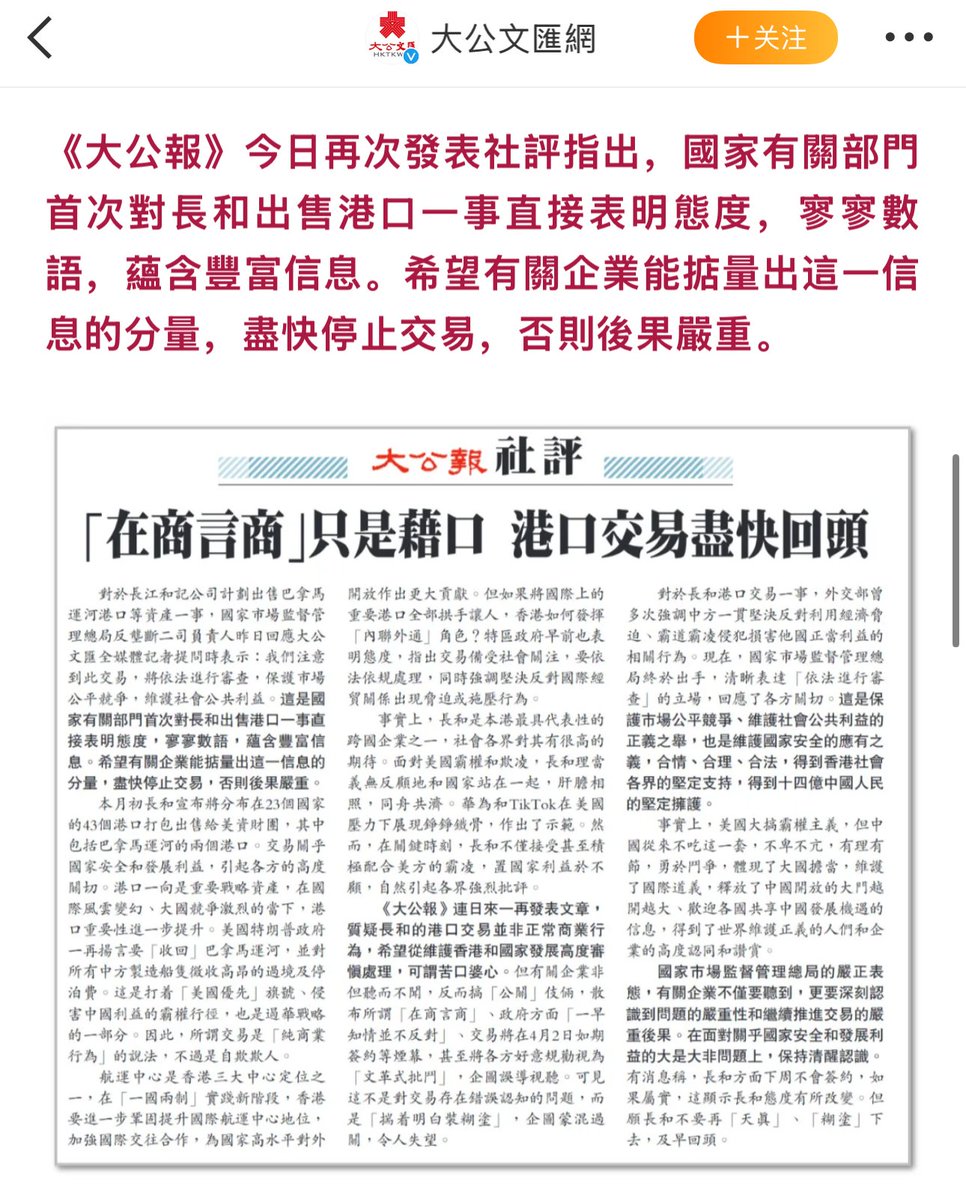 大公文匯
HKTKWW
大公文匯網
＋关注
《大公報》今日再次發表社評指出，國家有關部門
首次對長和出售港口一事直接表明態度，寥寥數
語，蘊含豐富信息。希望有關企業能掂量出這一信
息的分量，盡快停止交易，否則後果嚴重。
大公報 社評
「在商言商」只是藉口 港口交易盡快回頭
對於長江和記公司計劃出售巴拿馬
運河港口等資產一事，國家市場監督管
理總局反壟斷二司負責人昨日回應大公
文匯全媒體記者提問時表示：我們注意
到此交易，將依法進行審查，保護市場
公平競爭，維護社會公共利益。這是國
家有關部門首次對長和出售港口一事直
接表明態度，寥寥數語，蘊含豐富信
息。希望有關企業能掂量出這一信息的
分量，盡快停止交易，否則後果嚴重。
本月初長和宣布將分布在23個國家
的43個港口打包出售給美資財團，其中
包括巴拿馬運河的兩個港口。交易關乎
國家安全和發展利益，引起各方的高度
關切。港口一向是重要戰略資產，在國
際風雲變幻、大國競爭激烈的當下，港
口重要性進一步提升。美國特朗普政府
一再揚言要「收回」巴拿馬運河，並對
所有中方製造船隻徵收高昂的過境及停
泊費。這是打着「美國優先」旗號、侵
害中國利益的霸權行徑，也是遏華戰略
的一部分。因此，所謂交易是「純商業
行為」的說法，不過是自欺欺人。
航運中心是香港三大中心定位之
一，在「一國兩制」實踐新階段，香港
要進一步鞏固提升國際航運中心地位，
加強國際交往合作，為國家高水平對外
開放作出更大貢獻。但如果將國際上的
重要港口全部拱手讓人，香港如何發揮
「內聯外通」角色？特區政府早前也表
明態度，指出交易備受社會關注，要依
法依規處理，同時強調堅決反對國際經
貿關係出現脅迫或施壓行為。
事實上，長和是本港最具代表性的
跨國企業之一，社會各界對其有很高的
期待。面對美國霸權和欺凌，長和理當
義無反顧地和國家站在一起，肝膽相
照，同舟共濟。華為和TikTok在美國
壓力下展現錚錚鐵骨，作出了示範。然
而，在關鍵時刻，長和不僅接受甚至積
極配合美方的霸凌，置國家利益於不
顧，自然引起各界強烈批評。
《大公報》連日來一再發表文章，
質疑長和的港口交易並非正常商業行
為，希望從維護香港和國家發展高度審
慎處理，可謂苦口婆心。但有關企業非
但聽而不聞，反而搞「公關」伎倆，散
布所謂「在商言商」、政府方面「一早
知情並不反對」、交易將在4月2日如期
簽約等煙幕，甚至將各方好意規勸視為
「文革式批鬥」，企圖誤導視聽。可見
這不是對交易存在錯誤認知的問題，而
是「揣着明白裝糊塗」，企圖蒙混過
關，令人失望。
對於長和港口交易一事，外交部曾
多次強調中方一貫堅決反對利用經濟脅
迫、霸道霸凌侵犯損害他國正當利益的
相關行為。現在，國家市場監督管理總
局終於出手，清晰表達「依法進行審
查」的立場，回應了各方關切。這是保
護市場公平競爭、維護社會公共利益的
正義之舉，也是維護國家安全的應有之
義，合情、合理、合法，得到香港社會
各界的堅定支持，得到十四億中國人民
的堅定擁護。
事實上，美國大搞霸權主義，但中
國從來不吃這一套，不卑不亢，有理有
節，勇於鬥爭，體現了大國擔當，維護
了國際道義，釋放了中國開放的大門越
開越大、歡迎各國共享中國發展機遇的
信息，得到了世界維護正義的人們和企
業的高度認同和讚賞。
國家市場監督管理總局的嚴正表
態，有關企業不僅要聽到，更要深刻認
識到問題的嚴重性和繼續推進交易的嚴
重後果。在面對關乎國家安全和發展利
益的大是大非問題上，保持清醒認識。
有消息稱，長和方面下周不會簽約，如
果屬實，這顯示長和態度有所改變。但
願長和不要再「天真」、「糊塗」下
去，及早回頭。